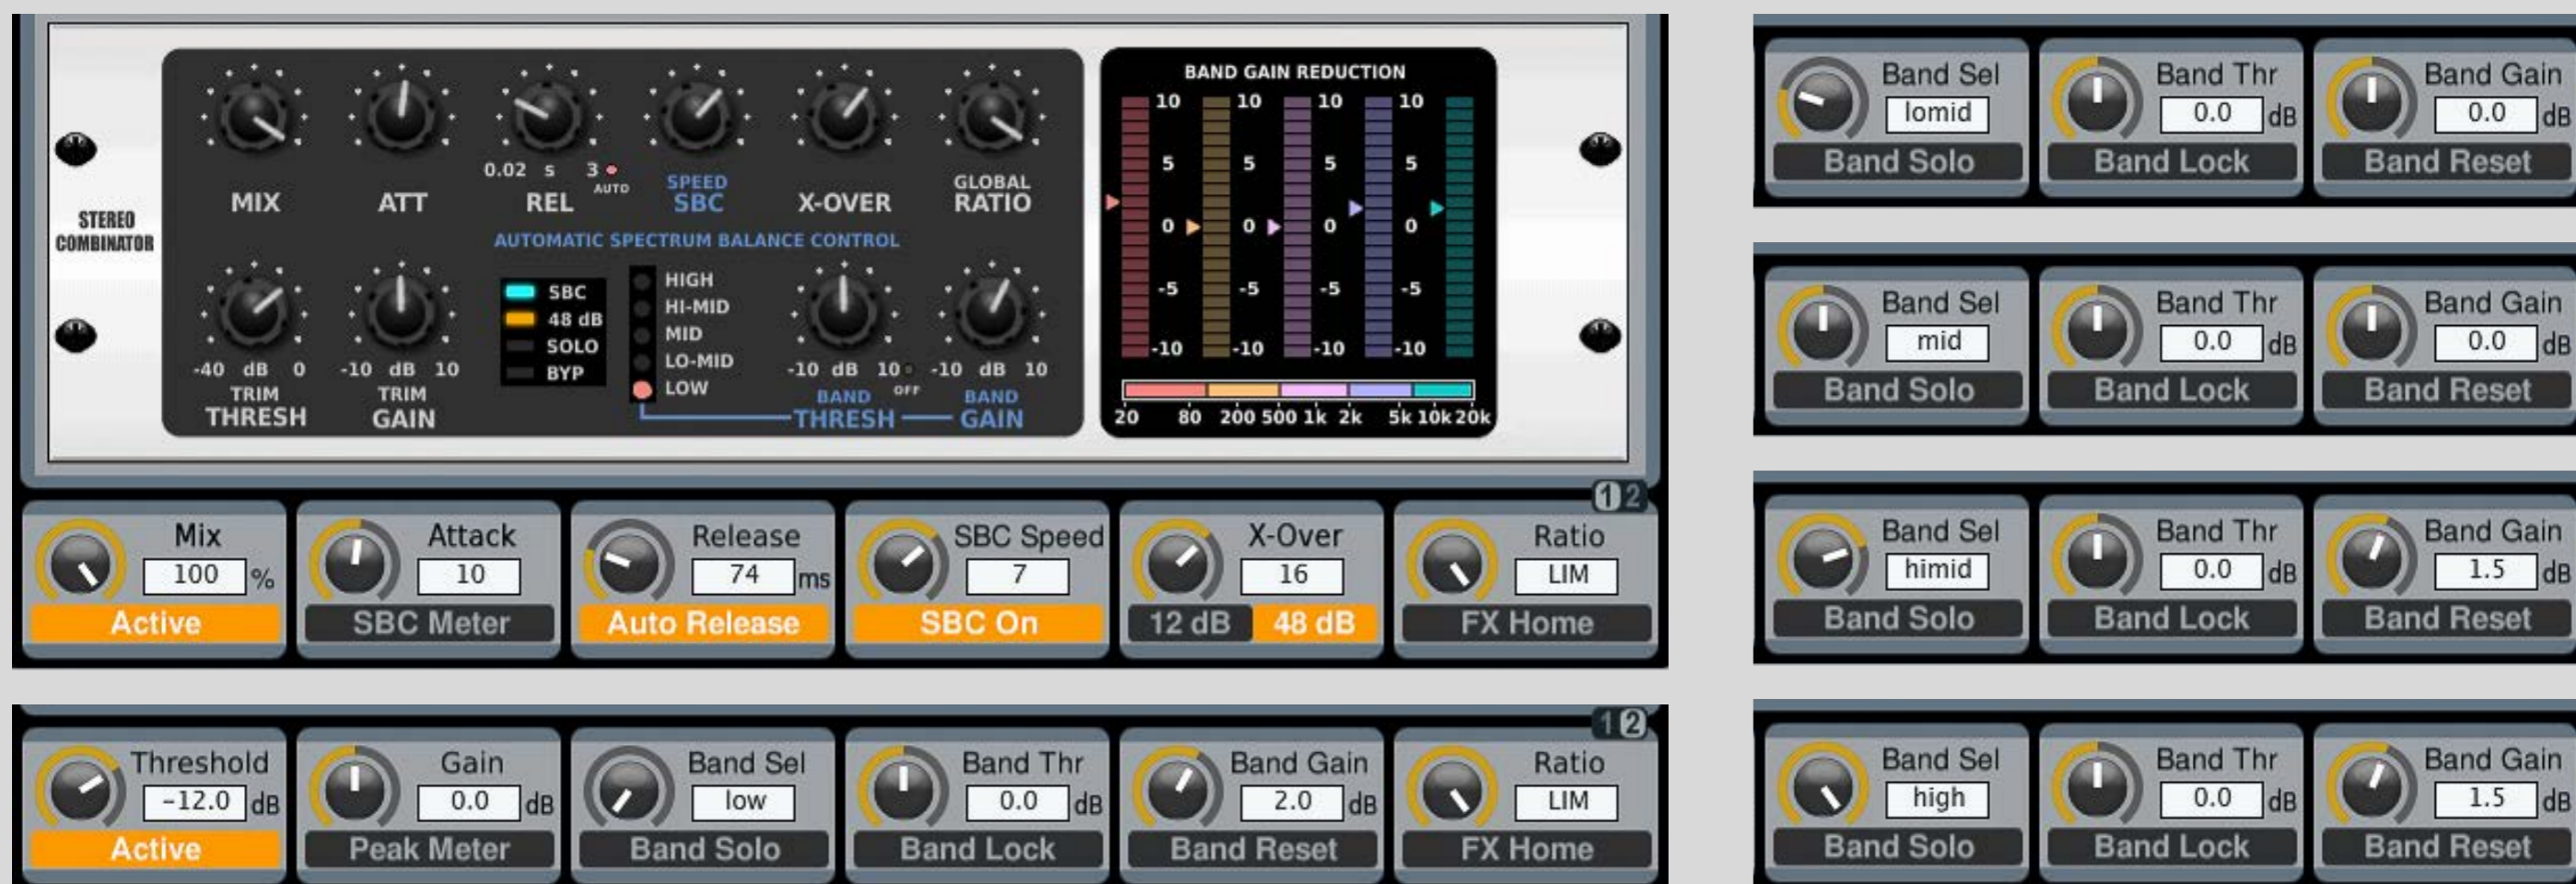 BAND GAIN REDUCTION
10 10 10 10
5 5 5 5
0 0 0 0
-5 -5 -5 -5
-10 -10 -10 -10
20 80 200 500 1k 2k 5k 10k 20k
STEREO
COMBINATOR
0.02 s 3
AUTO
MIX
ATT
REL
SPEED
SBC
X-OVER
GLOBAL
RATIO
AUTOMATIC SPECTRUM BALANCE CONTROL
SBC
48 dB
SOLO
BYP
HIGH
HI-MID
MID
LO-MID
LOW
-40 dB 0
TRIM
THRESH
-10 dB 10
TRIM
GAIN
-10 dB 10
OFF
BAND
THRESH
-10 dB 10
BAND
GAIN
1 2
Mix
100 %
Active
Attack
10
SBC Meter
Release
74 ms
Auto Release
SBC Speed
7
SBC On
X-Over
16
12 dB 48 dB
Ratio
LIM
FX Home
1 2
Threshold
-12.0 dB
Active
Gain
0.0 dB
Peak Meter
Band Sel
low
Band Solo
Band Thr
0.0 dB
Band Lock
Band Gain
2.0 dB
Band Reset
Ratio
LIM
FX Home
Band Sel
lomid
Band Solo
Band Thr
0.0 dB
Band Lock
Band Gain
0.0 dB
Band Reset
Band Sel
mid
Band Solo
Band Thr
0.0 dB
Band Lock
Band Gain
0.0 dB
Band Reset
Band Sel
himid
Band Solo
Band Thr
0.0 dB
Band Lock
Band Gain
1.5 dB
Band Reset
Band Sel
high
Band Solo
Band Thr
0.0 dB
Band Lock
Band Gain
1.5 dB
Band Reset